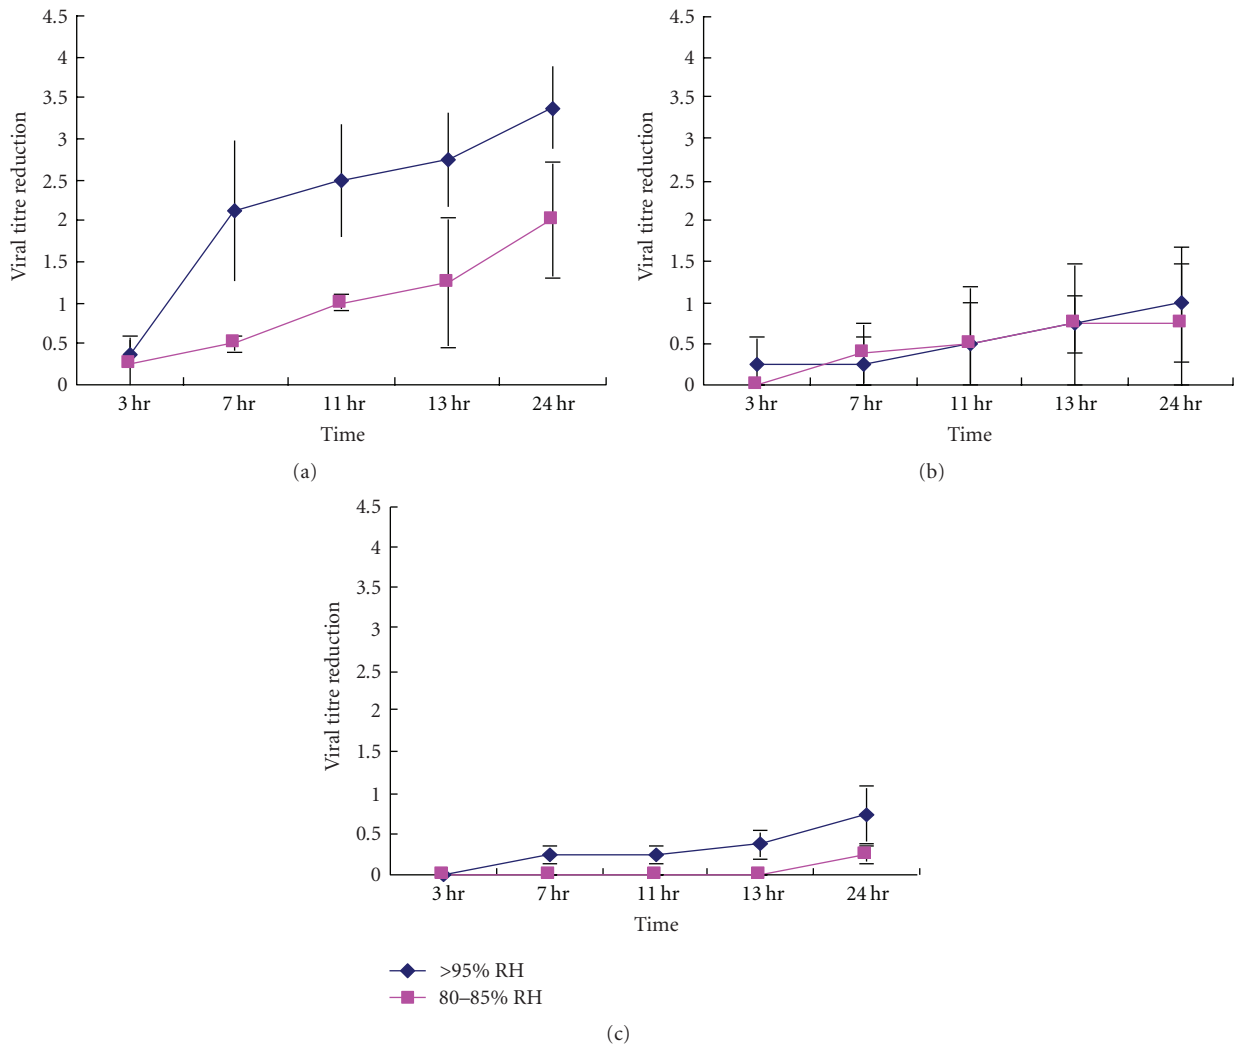 4.5
4
3.5
3
2.5
2
1.5
1
0.5
0
Viral titre reduction
3 hr 7 hr 11 hr 13 hr 24 hr
Time
(a)
4.5
4
3.5
3
2.5
2
1.5
1
0.5
0
Viral titre reduction
3 hr 7 hr 11 hr 13 hr 24 hr
Time
(b)
4.5
4
3.5
3
2.5
2
1.5
1
0.5
0
Viral titre reduction
3 hr 7 hr 11 hr 13 hr 24 hr
Time
>95% RH
80–85% RH
(c)